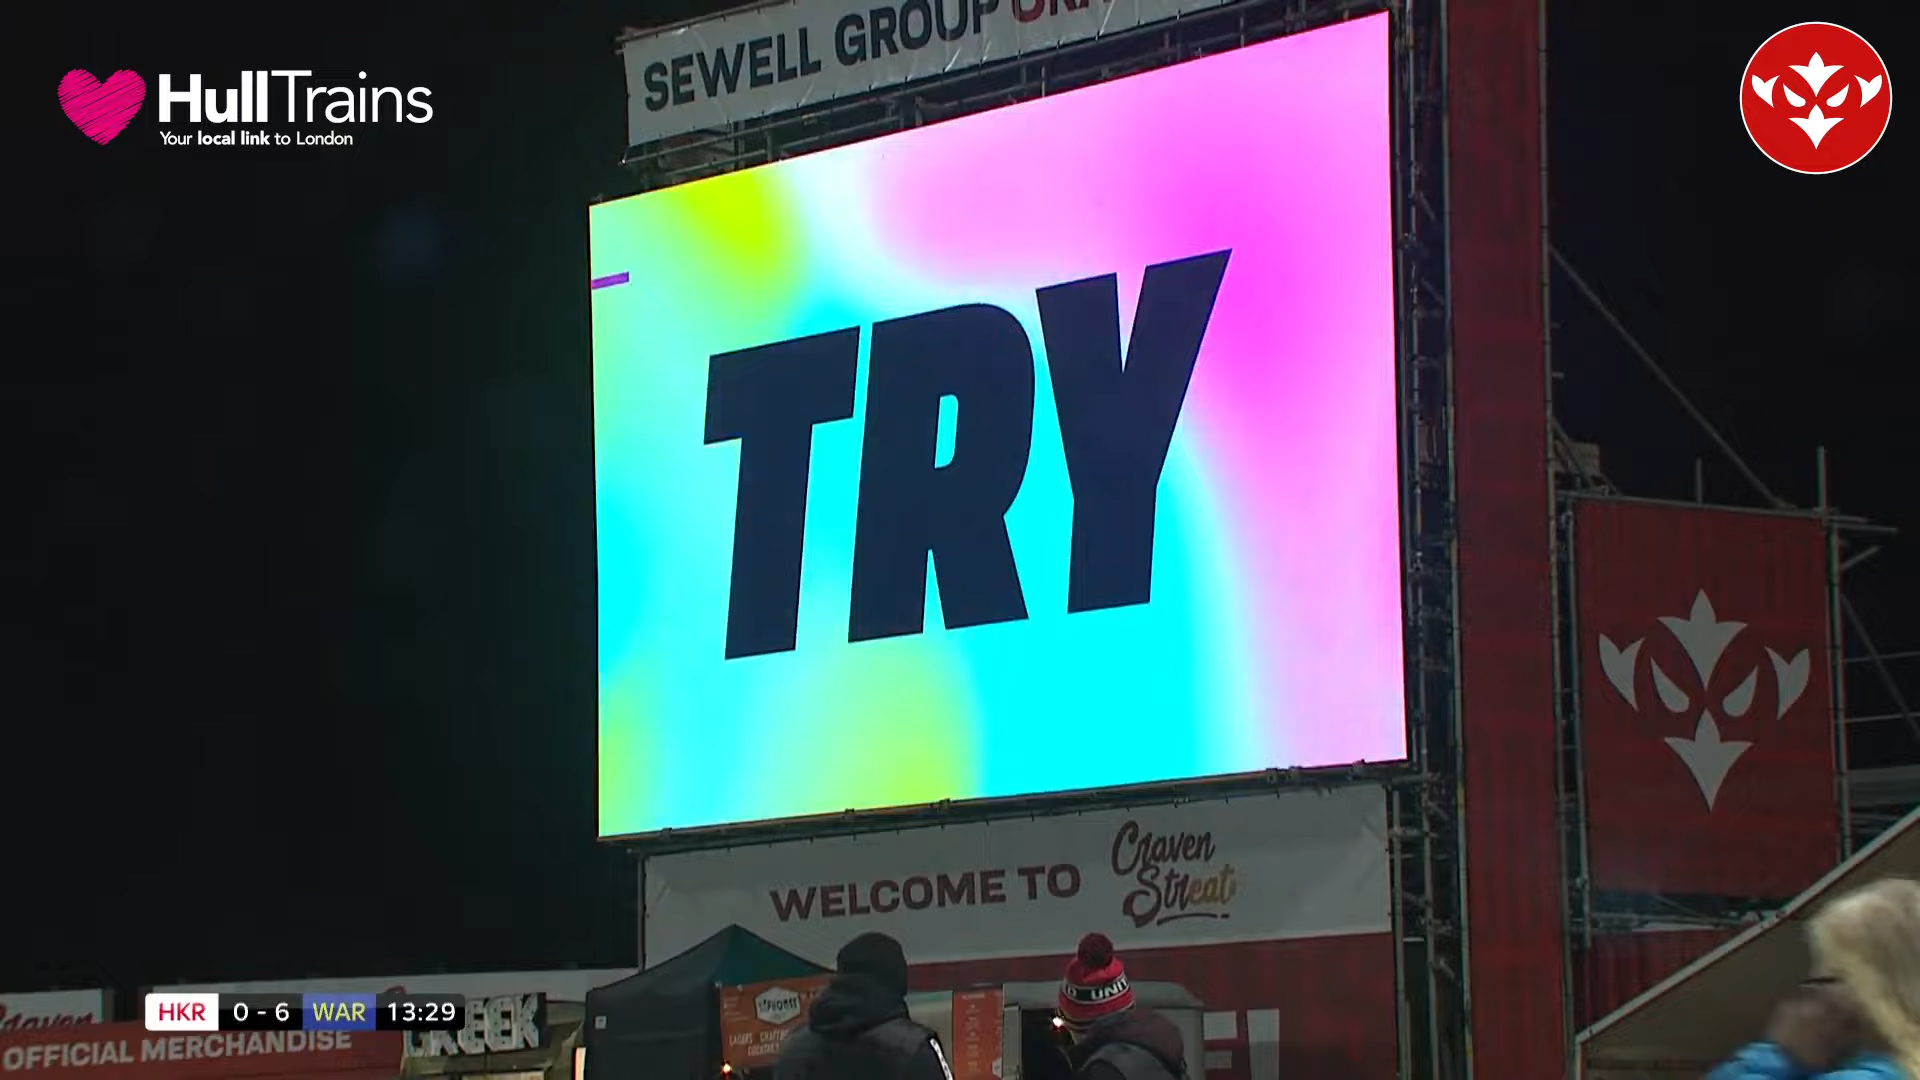 HullTrains
Your local link to London
SEWELL GROUP
TRY
WELCOME TO
Craven
Streat
HKR 0 - 6 WAR 13:29
OFFICIAL MERCHANDISE